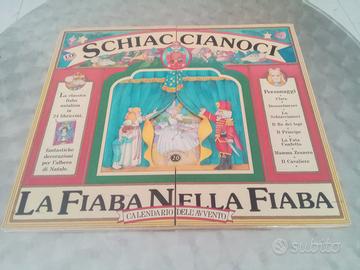 Lo
SCHIACCIANOCI
La classica
fiaba
natalizia
in
24 librettini,
fantastiche
decorazioni
per l'albero
di Natale.
Personaggi
Clara
Drosselmeier
Lo
Schiaccianoci
Il Re dei topi
Il Principe
La Fata
Confetto
Mamma Zenzero
Il Cavaliere
20
LA FIABA NELLA FIABA
CALENDARIO DELL'AVVENTO
subito